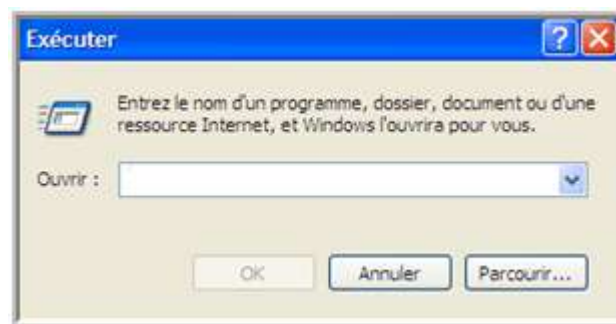 Exécuter
Entrez le nom d'un programme, dossier, document ou d'une
ressource Internet, et Windows l'ouvrira pour vous.
Ouvrir :
OK Annuler Parcourir...